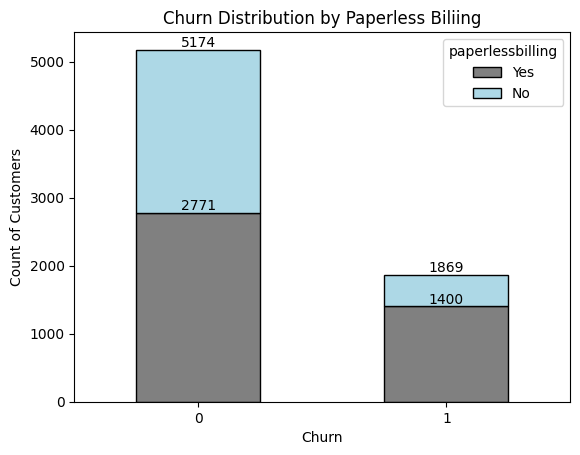 Churn Distribution by Paperless Biliing
paperlessbilling
Yes
No
Count of Customers
5000
4000
3000
2000
1000
0
5174
2771
1869
1400
0
1
Churn